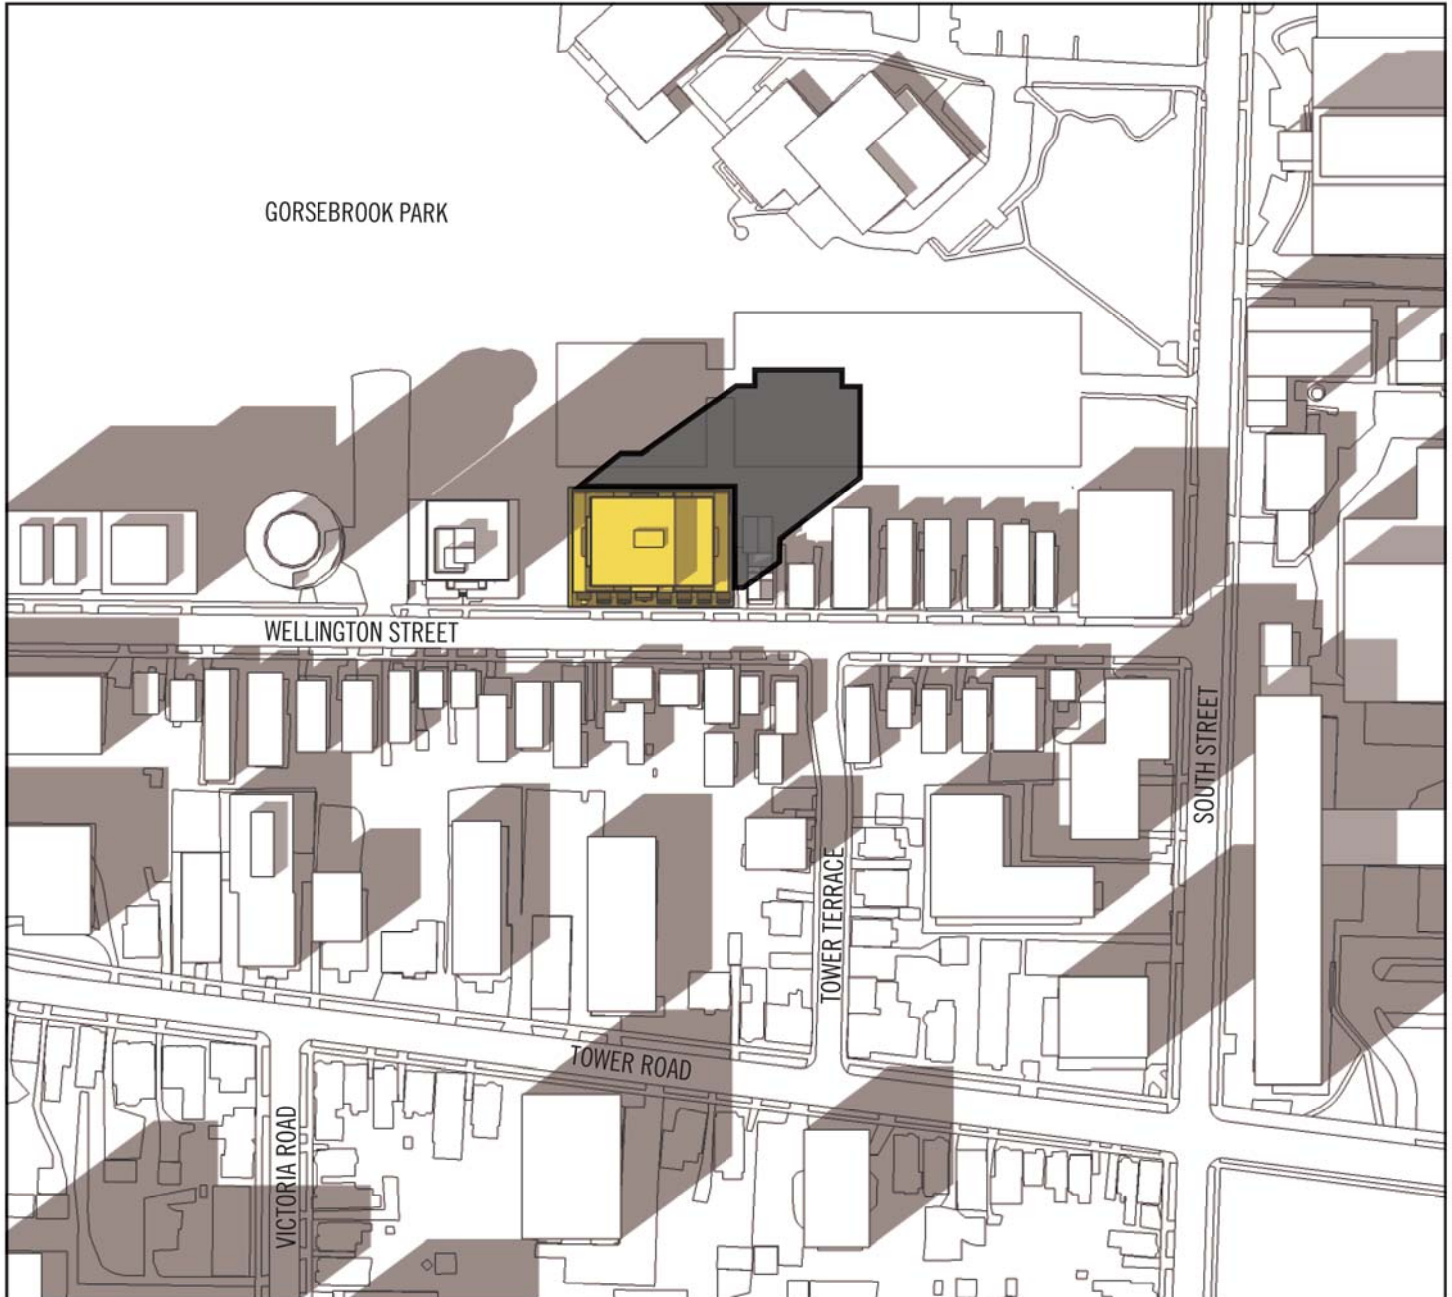 GORSEBROOK PARK
WELLINGTON STREET
SOUTH STREET
TOWER TERRACE
TOWER ROAD
VICTORIA ROAD